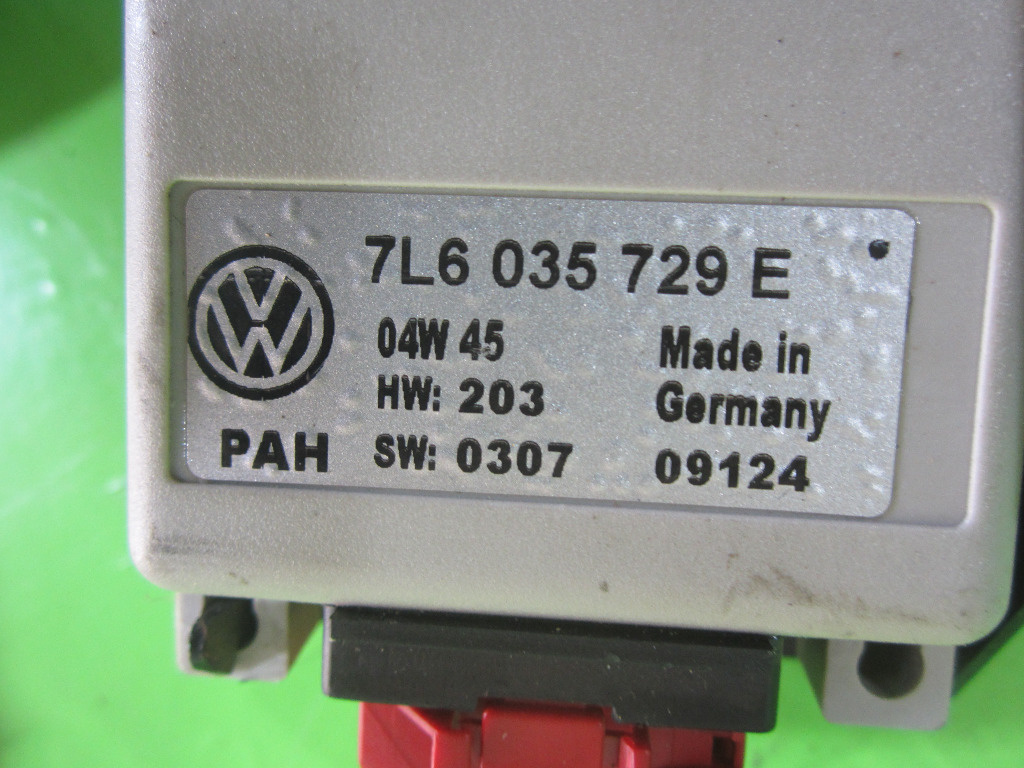 7L6 035 729 E
04W 45
HW: 203
SW: 0307
Made in
Germany
09124
PAH